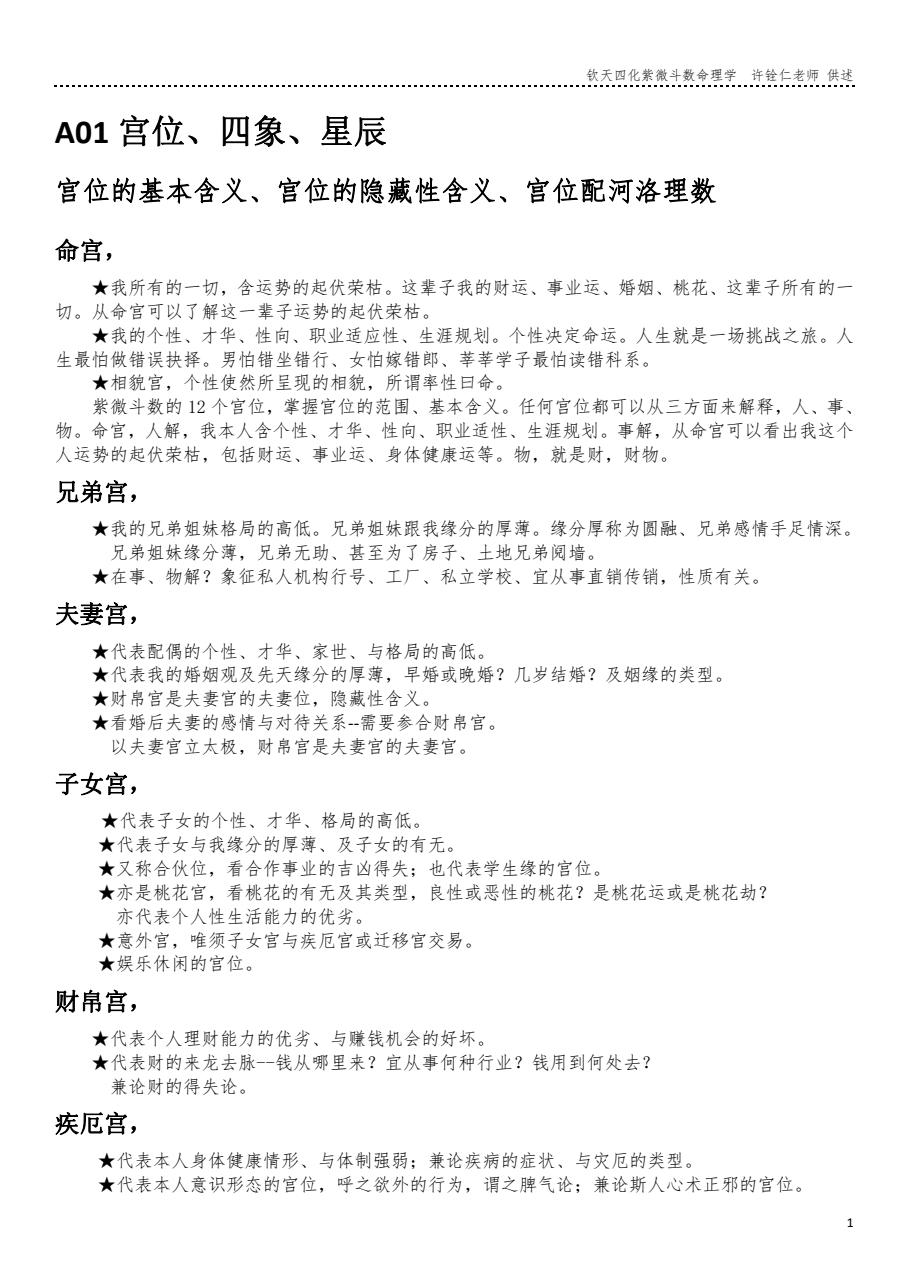 钦天四化紫微斗数命理学 许铨仁老师 供述
A01 宫位、四象、星辰
宫位的基本含义、宫位的隐藏性含义、宫位配河洛理数
命宫，
★我所有的一切，含运势的起伏荣枯。这辈子我的财运、事业运、婚姻、桃花、这辈子所有的一
切。从命宫可以了解这一辈子运势的起伏荣枯。
★我的个性、才华、性向、职业适应性、生涯规划。个性决定命运。人生就是一场挑战之旅。人
生最怕做错误抉择。男怕错坐错行、女怕嫁错郎、莘莘学子最怕读错科系。
★相貌宫，个性使然所呈现的相貌，所谓率性曰命。
紫微斗数的 12 个宫位，掌握宫位的范围、基本含义。任何宫位都可以从三方面来解释，人、事、
物。命宫，人解，我本人含个性、才华、性向、职业适性、生涯规划。事解，从命宫可以看出我这个
人运势的起伏荣枯，包括财运、事业运、身体健康运等。物，就是财，财物。
兄弟宫，
★我的兄弟姐妹格局的高低。兄弟姐妹跟我缘分的厚薄。缘分厚称为圆融、兄弟感情手足情深。
兄弟姐妹缘分薄，兄弟无助、甚至为了房子、土地兄弟阋墙。
★在事、物解？象征私人机构行号、工厂、私立学校、宜从事直销传销，性质有关。
夫妻宫，
★代表配偶的个性、才华、家世、与格局的高低。
★代表我的婚姻观及先天缘分的厚薄，早婚或晚婚？几岁结婚？及姻缘的类型。
★财帛宫是夫妻宫的夫妻位，隐藏性含义。
★看婚后夫妻的感情与对待关系--需要参合财帛宫。
以夫妻宫立太极，财帛宫是夫妻宫的夫妻宫。
子女宫，
★代表子女的个性、才华、格局的高低。
★代表子女与我缘分的厚薄、及子女的有无。
★又称合伙位，看合作事业的吉凶得失；也代表学生缘的宫位。
★亦是桃花宫，看桃花的有无及其类型，良性或恶性的桃花？是桃花运或是桃花劫？
亦代表个人性生活能力的优劣。
★意外宫，唯须子女宫与疾厄宫或迁移宫交易。
★娱乐休闲的宫位。
财帛宫，
★代表个人理财能力的优劣、与赚钱机会的好坏。
★代表财的来龙去脉--钱从哪里来？宜从事何种行业？钱用到何处去？
兼论财的得失论。
疾厄宫，
★代表本人身体健康情形、与体制强弱；兼论疾病的症状、与灾厄的类型。
★代表本人意识形态的宫位，呼之欲外的行为，谓之脾气论；兼论斯人心术正邪的宫位。
1